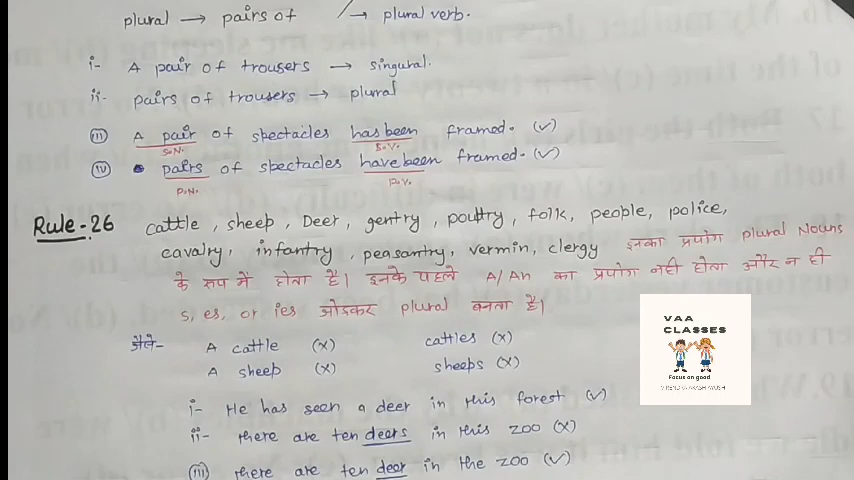 plural → pairs of → plural verb.
i- A pair of trousers → singural.
ii- pairs of trousers → plural
(iii) A pair of spectacles has been framed. (✓)
S.N. S.V.
(iv) pairs of spectacles have been framed. (✓)
P.N. P.V.
Rule-26 cattle, sheep, Deer, gentry, poultry, folk, people, police,
cavalry, infantry, peasantry, vermin, clergy इनका प्रयोग plural Nouns
के रूप में होता है। इनके पहले A/An का प्रयोग नही होता और न ही
s, es, or ies जोड़कर plural बनता है।
जैसे- A cattle (X) cattles (X)
A sheep (X) sheeps (X)
i- He has seen a deer in this forest (✓)
ii- there are ten deers in this zoo (X)
(iii) there are ten deer in the zoo (✓)
VAA
CLASSES
Focus on good